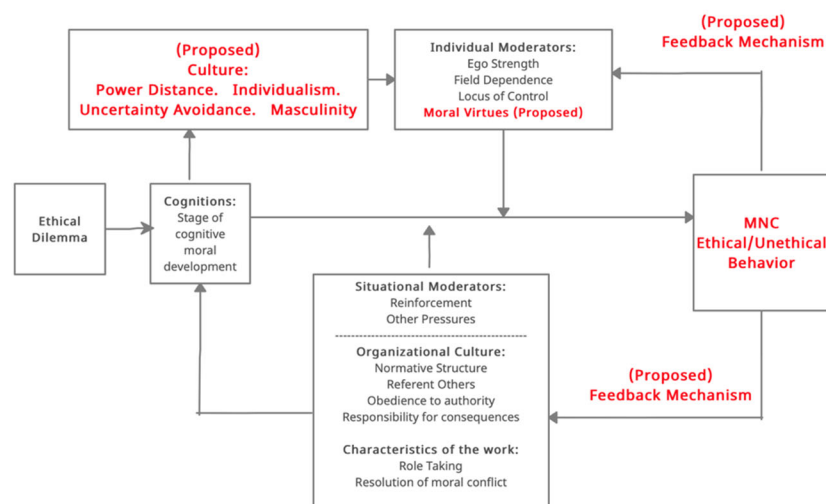 (Proposed)
Culture:
Power Distance. Individualism.
Uncertainty Avoidance. Masculinity
Individual Moderators:
Ego Strength
Field Dependence
Locus of Control
Moral Virtues (Proposed)
(Proposed)
Feedback Mechanism
Ethical
Dilemma
Cognitions:
Stage of
cognitive
moral
development
MNC
Ethical/Unethical
Behavior
Situational Moderators:
Reinforcement
Other Pressures
Organizational Culture:
Normative Structure
Referent Others
Obedience to authority
Responsibility for consequences
Characteristics of the work:
Role Taking
Resolution of moral conflict
(Proposed)
Feedback Mechanism